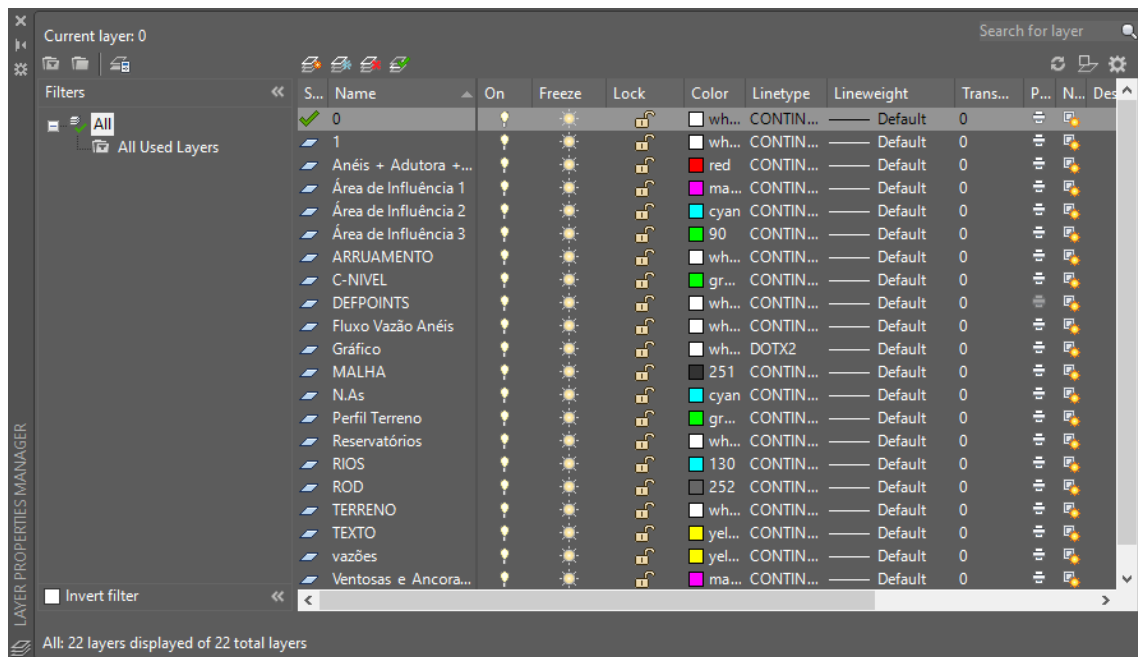 Current layer: 0
Search for layer
Filters
S... Name On Freeze Lock Color Linetype Lineweight Trans... P... N... Des
All
All Used Layers
0 wh... CONTIN... Default 0
1 wh... CONTIN... Default 0
Anéis + Adutora +... red CONTIN... Default 0
Área de Influência 1 ma... CONTIN... Default 0
Área de Influência 2 cyan CONTIN... Default 0
Área de Influência 3 90 CONTIN... Default 0
ARRUAMENTO wh... CONTIN... Default 0
C-NIVEL gr... CONTIN... Default 0
DEFPOINTS wh... CONTIN... Default 0
Fluxo Vazão Anéis wh... CONTIN... Default 0
Gráfico wh... DOTX2 Default 0
MALHA 251 CONTIN... Default 0
N.As cyan CONTIN... Default 0
Perfil Terreno gr... CONTIN... Default 0
Reservatórios wh... CONTIN... Default 0
RIOS 130 CONTIN... Default 0
ROD 252 CONTIN... Default 0
TERRENO wh... CONTIN... Default 0
TEXTO yel... CONTIN... Default 0
vazões yel... CONTIN... Default 0
Ventosas e Ancora... ma... CONTIN... Default 0
Invert filter
All: 22 layers displayed of 22 total layers
LAYER PROPERTIES MANAGER